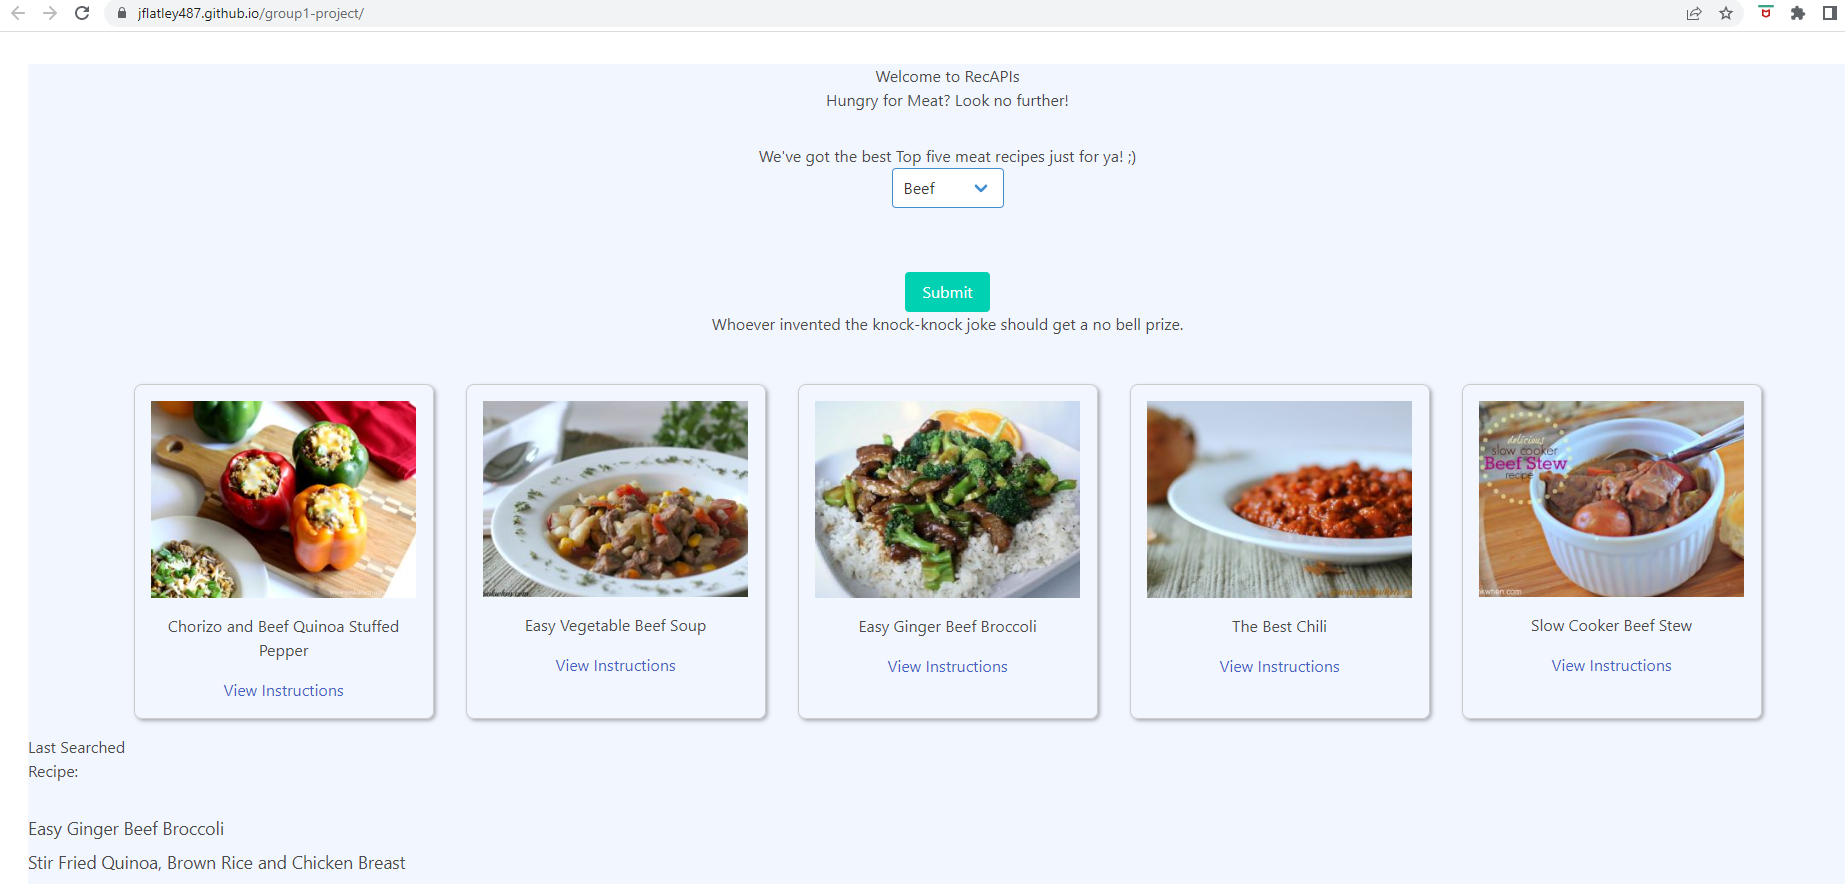 jflatley487.github.io/group1-project/
Welcome to RecAPIs
Hungry for Meat? Look no further!
We've got the best Top five meat recipes just for ya! ;)
Beef
Submit
Whoever invented the knock-knock joke should get a no bell prize.
delicious
slow cooker
Beef Stew
recipe
Chorizo and Beef Quinoa Stuffed
Pepper
View Instructions
Easy Vegetable Beef Soup
View Instructions
Easy Ginger Beef Broccoli
View Instructions
The Best Chili
View Instructions
Slow Cooker Beef Stew
View Instructions
Last Searched
Recipe:
Easy Ginger Beef Broccoli
Stir Fried Quinoa, Brown Rice and Chicken Breast